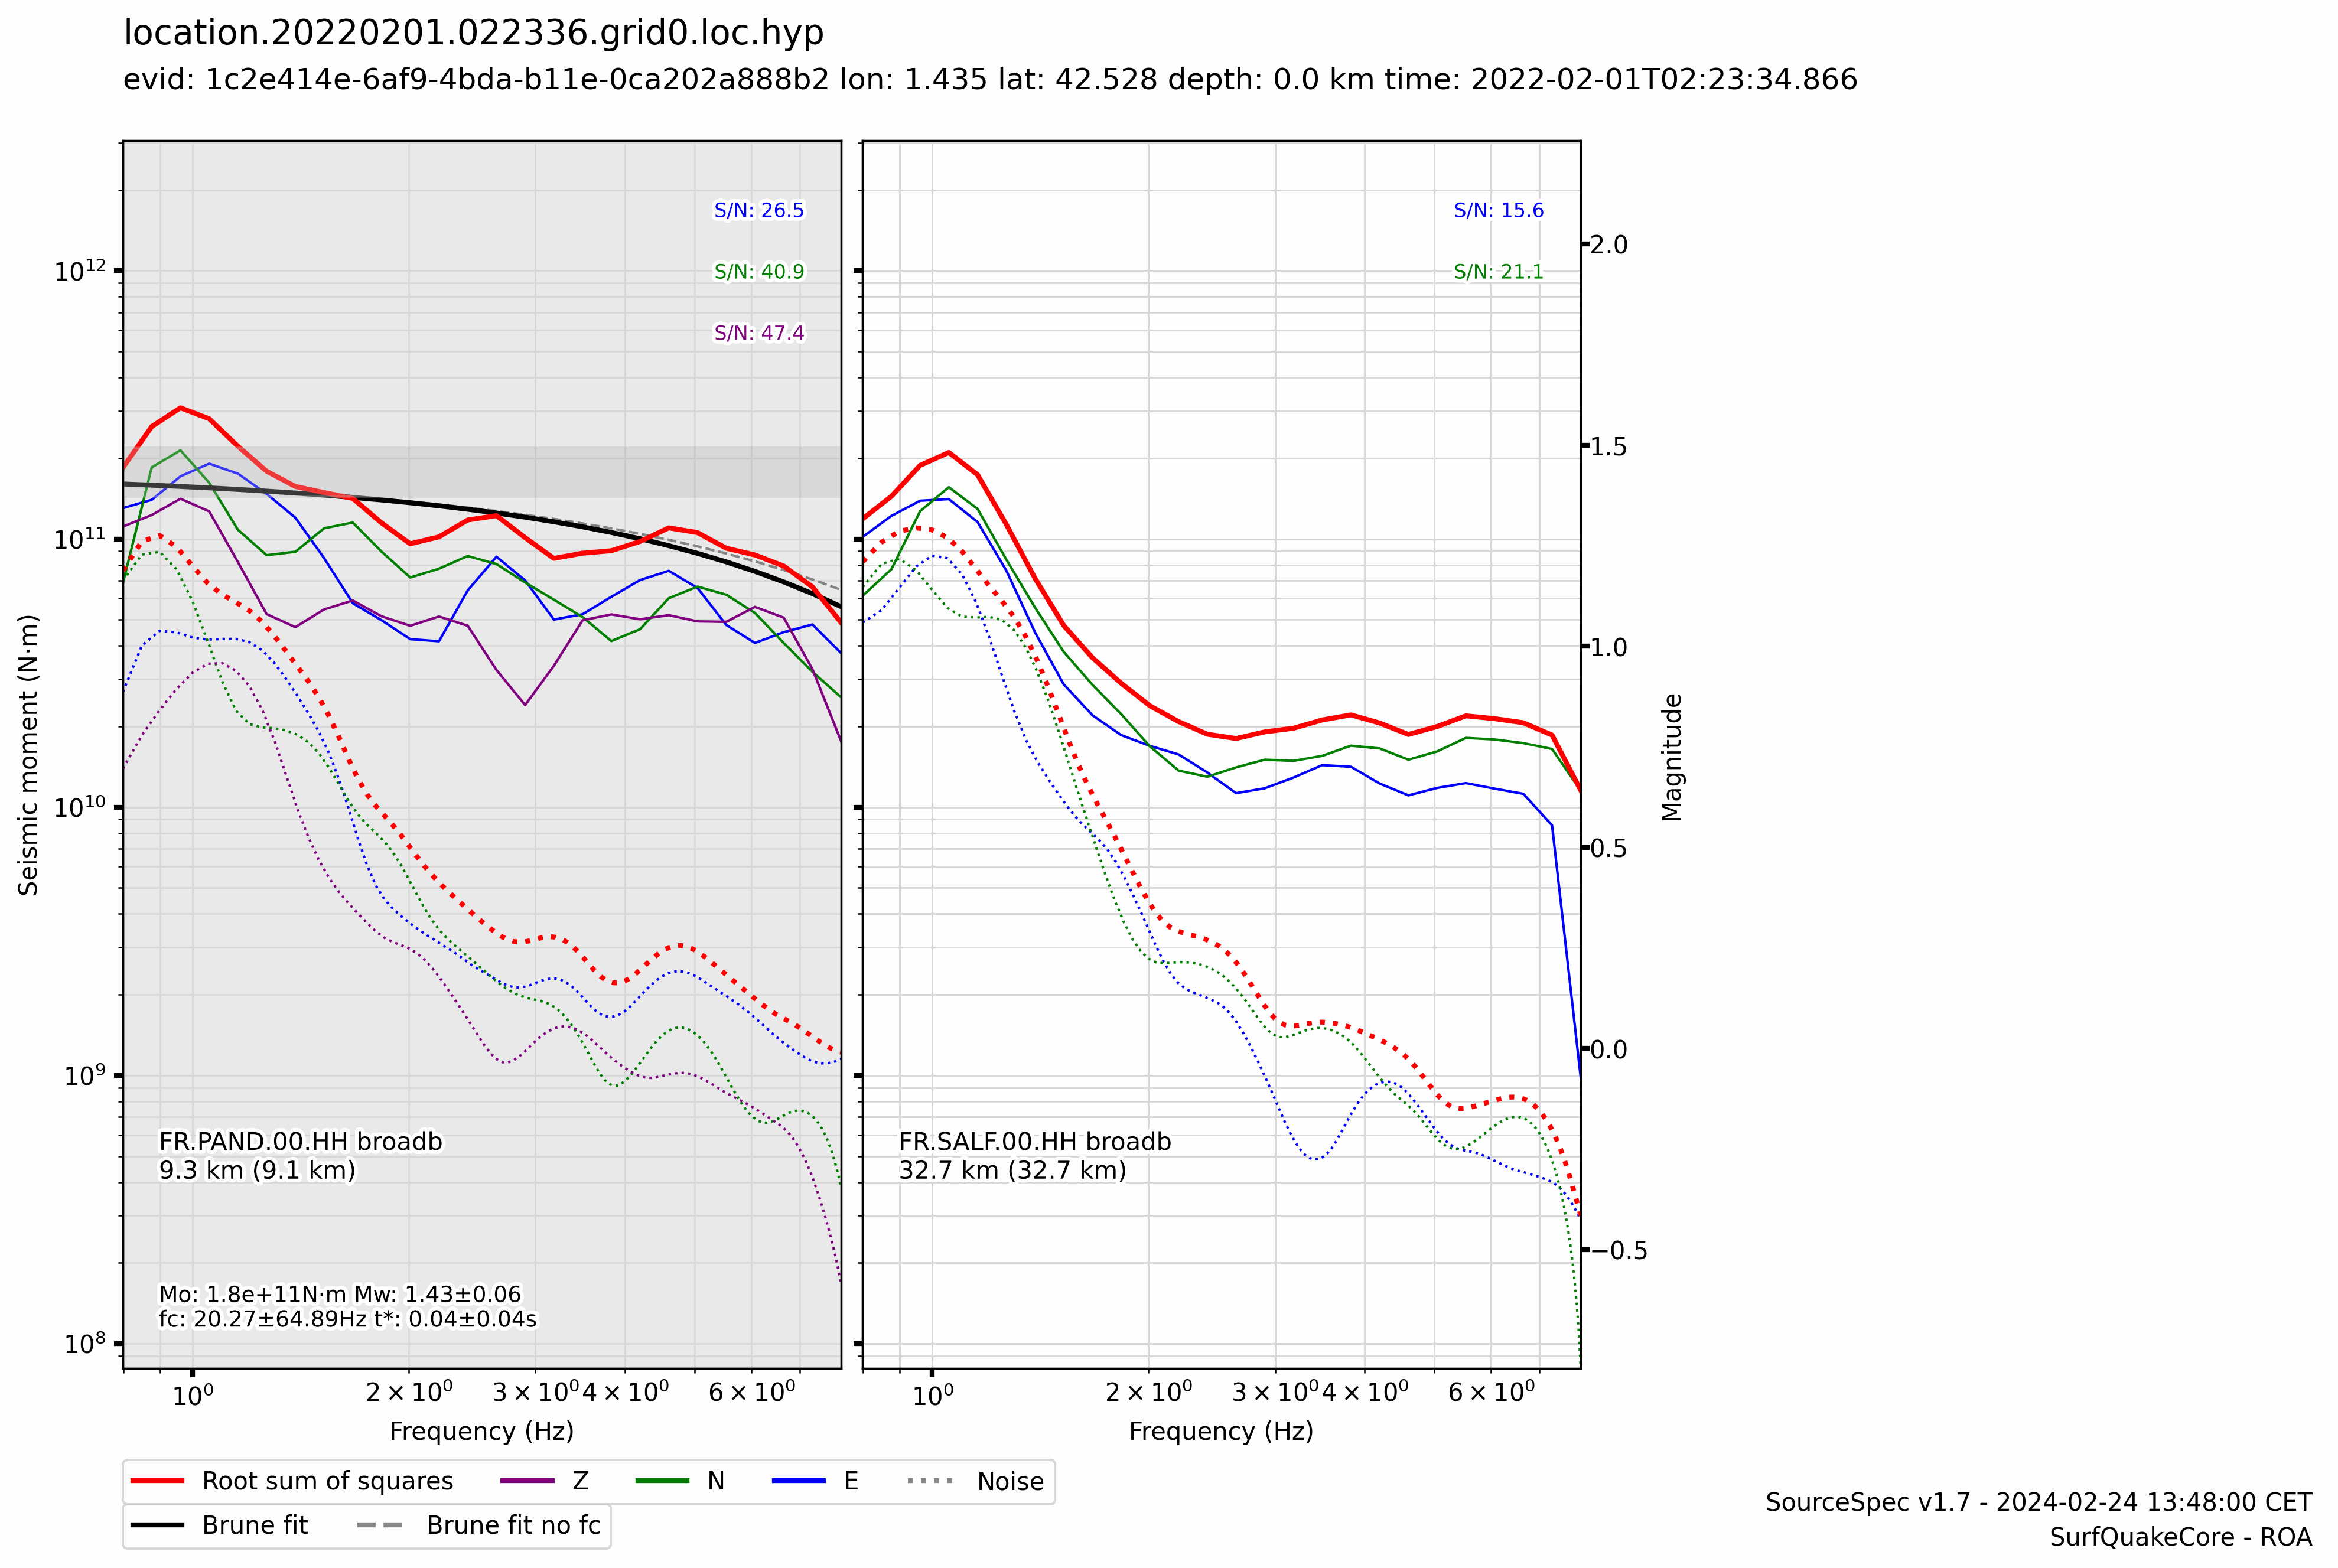 location.20220201.022336.grid0.loc.hyp
evid: 1c2e414e-6af9-4bda-b11e-0ca202a888b2 lon: 1.435 lat: 42.528 depth: 0.0 km time: 2022-02-01T02:23:34.866
S/N: 26.5
S/N: 40.9
S/N: 47.4
S/N: 15.6
S/N: 21.1
10¹²
10¹¹
10¹⁰
10⁹
10⁸
Seismic moment (N·m)
2.0
1.5
1.0
0.5
0.0
−0.5
Magnitude
FR.PAND.00.HH broadb
9.3 km (9.1 km)
Mo: 1.8e+11N·m Mw: 1.43±0.06
fc: 20.27±64.89Hz t*: 0.04±0.04s
FR.SALF.00.HH broadb
32.7 km (32.7 km)
10⁰ 2×10⁰ 3×10⁰ 4×10⁰ 6×10⁰
Frequency (Hz)
10⁰ 2×10⁰ 3×10⁰ 4×10⁰ 6×10⁰
Frequency (Hz)
Root sum of squares Z N E Noise
Brune fit Brune fit no fc
SourceSpec v1.7 - 2024-02-24 13:48:00 CET
SurfQuakeCore - ROA